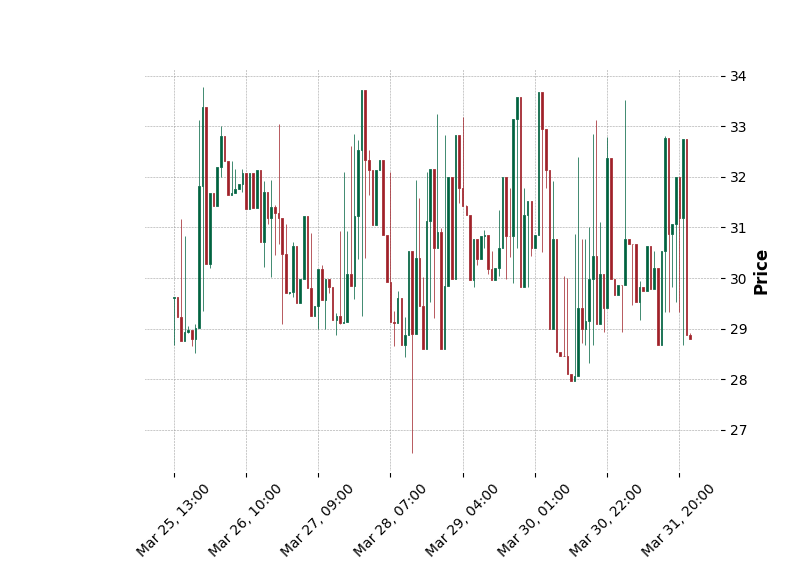 34
33
32
31
30
29
28
27
Price
Mar 25, 13:00
Mar 26, 10:00
Mar 27, 09:00
Mar 28, 07:00
Mar 29, 04:00
Mar 30, 01:00
Mar 30, 22:00
Mar 31, 20:00